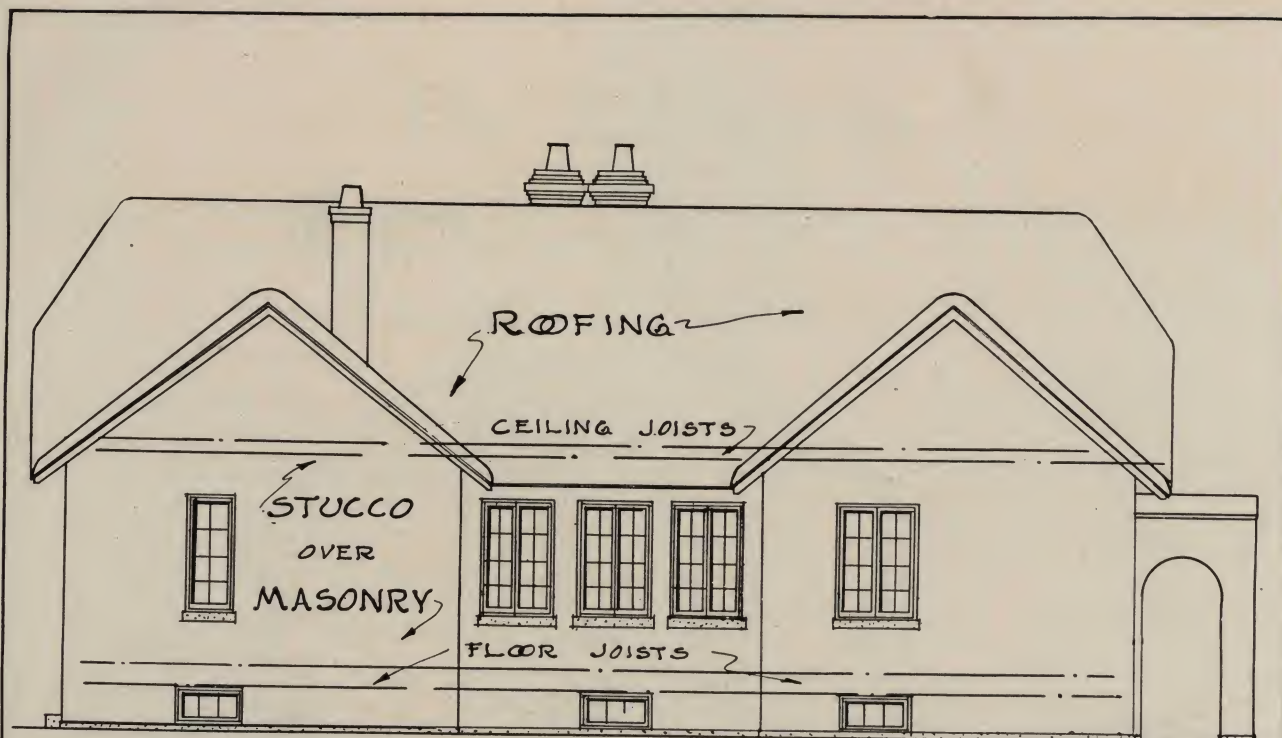 ROOFING
CEILING JOISTS
STUCCO
OVER
MASONRY
FLOOR JOISTS